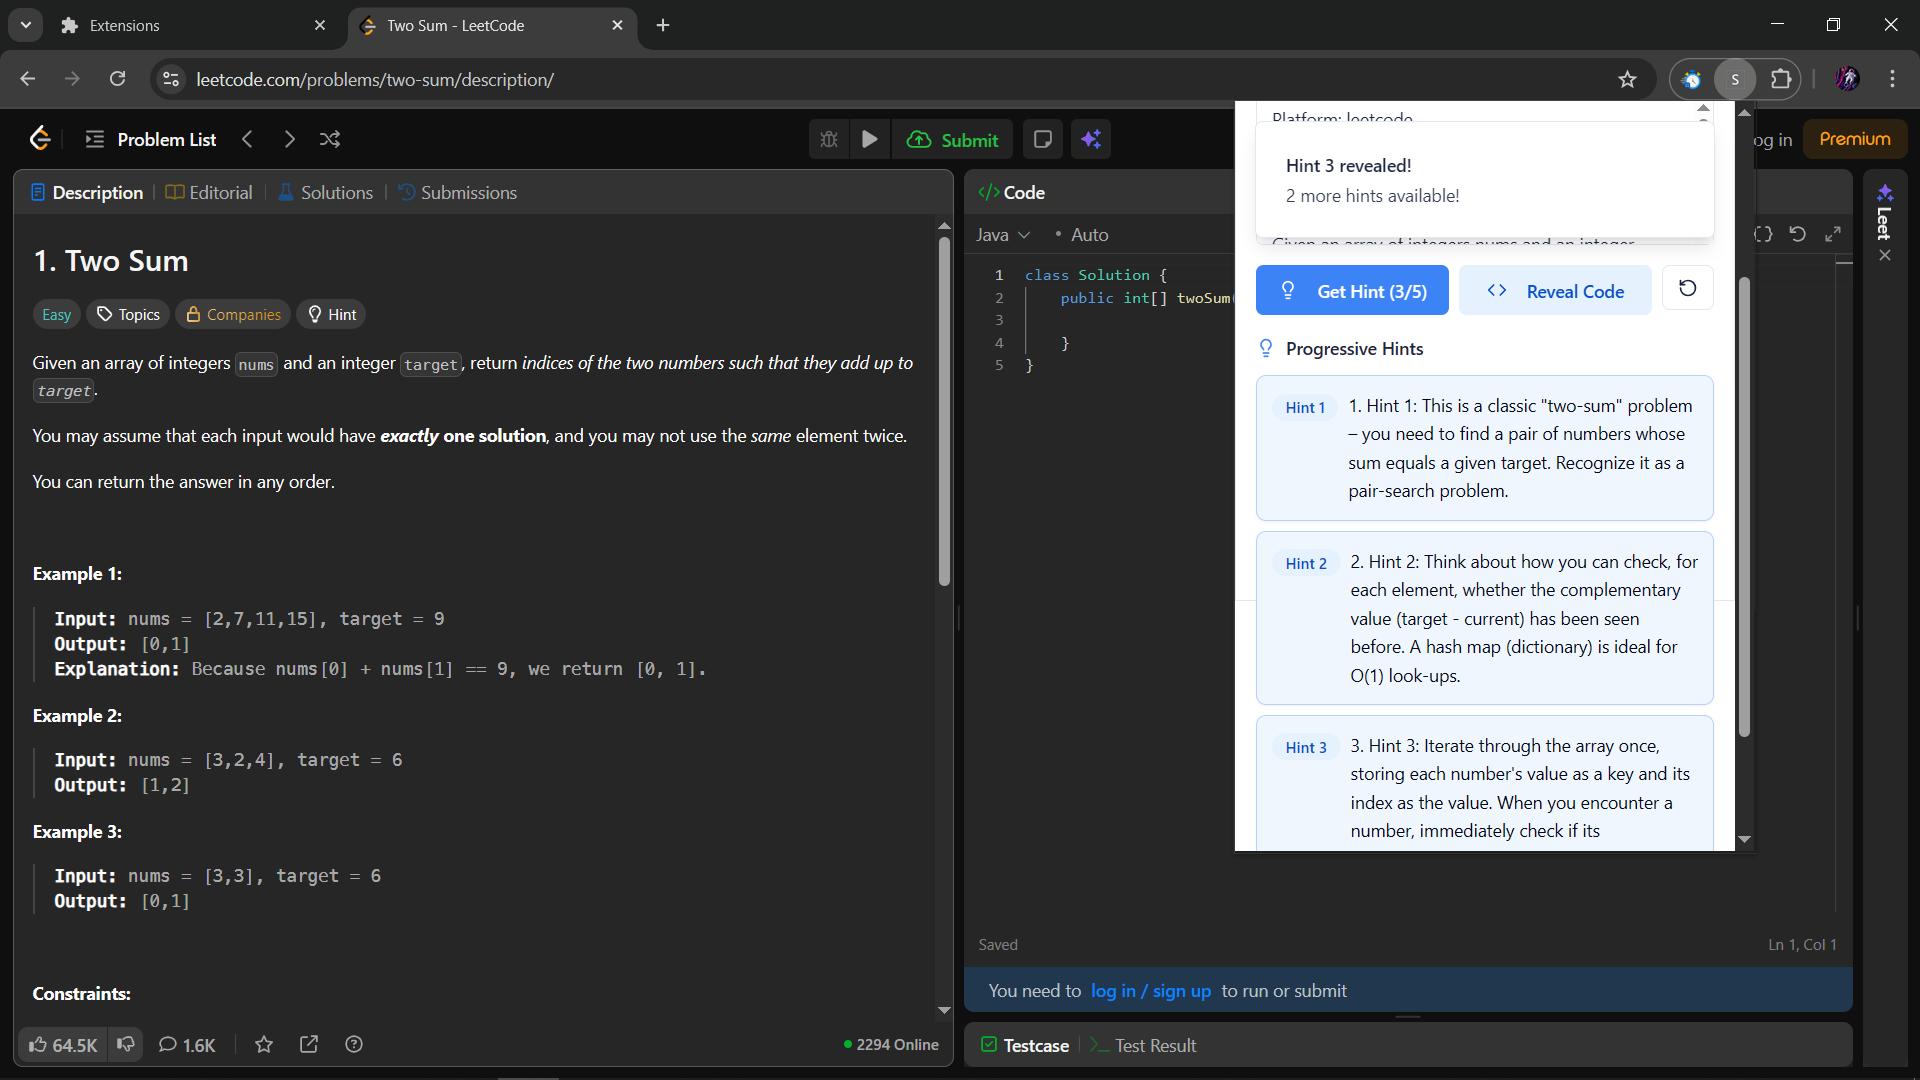 Extensions
Two Sum - LeetCode
leetcode.com/problems/two-sum/description/
S
Problem List
Submit
og in
Premium
Description
Editorial
Solutions
Submissions
1. Two Sum
Easy
Topics
Companies
Hint
Given an array of integers nums and an integer target, return indices of the two numbers such that they add up to
target.
You may assume that each input would have exactly one solution, and you may not use the same element twice.
You can return the answer in any order.
Example 1:
Input: nums = [2,7,11,15], target = 9
Output: [0,1]
Explanation: Because nums[0] + nums[1] == 9, we return [0, 1].
Example 2:
Input: nums = [3,2,4], target = 6
Output: [1,2]
Example 3:
Input: nums = [3,3], target = 6
Output: [0,1]
Constraints:
64.5K
1.6K
2294 Online
</> Code
Java
• Auto
1 class Solution {
2 public int[] twoSum(
3
4 }
5 }
Saved
Ln 1, Col 1
You need to log in / sign up to run or submit
Testcase
Test Result
Platform: leetcode
Hint 3 revealed!
2 more hints available!
Given an array of integers nums and an integer
Get Hint (3/5)
<> Reveal Code
Progressive Hints
Hint 1
1. Hint 1: This is a classic "two-sum" problem
– you need to find a pair of numbers whose
sum equals a given target. Recognize it as a
pair-search problem.
Hint 2
2. Hint 2: Think about how you can check, for
each element, whether the complementary
value (target - current) has been seen
before. A hash map (dictionary) is ideal for
O(1) look-ups.
Hint 3
3. Hint 3: Iterate through the array once,
storing each number's value as a key and its
index as the value. When you encounter a
number, immediately check if its
Leet